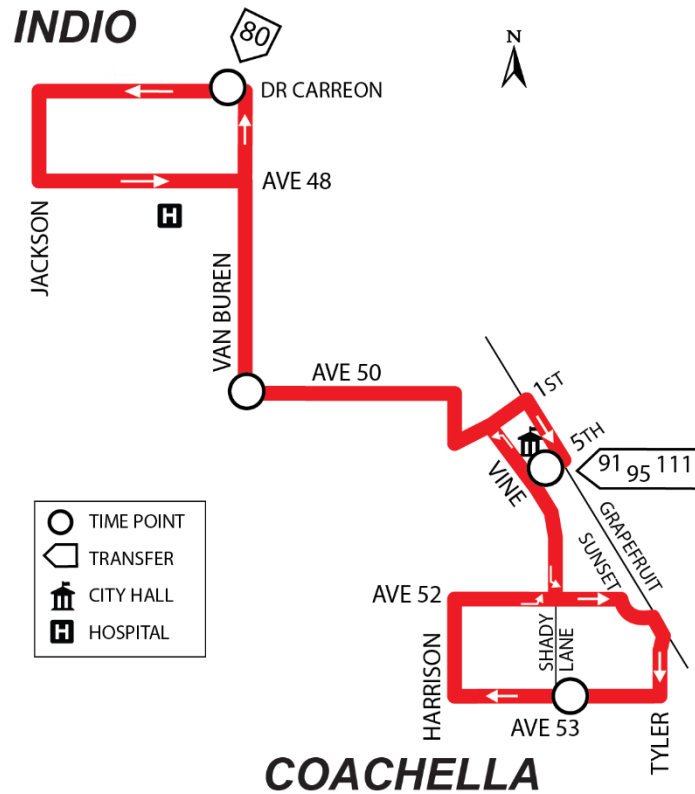 INDIO
80
N
DR CARREON
AVE 48
JACKSON
H
VAN BUREN
AVE 50
1ST
5TH
91 95 111
VINE
GRAPEFRUIT
SUNSET
TIME POINT
TRANSFER
CITY HALL
H HOSPITAL
AVE 52
SHADY
LANE
HARRISON
AVE 53
TYLER
COACHELLA